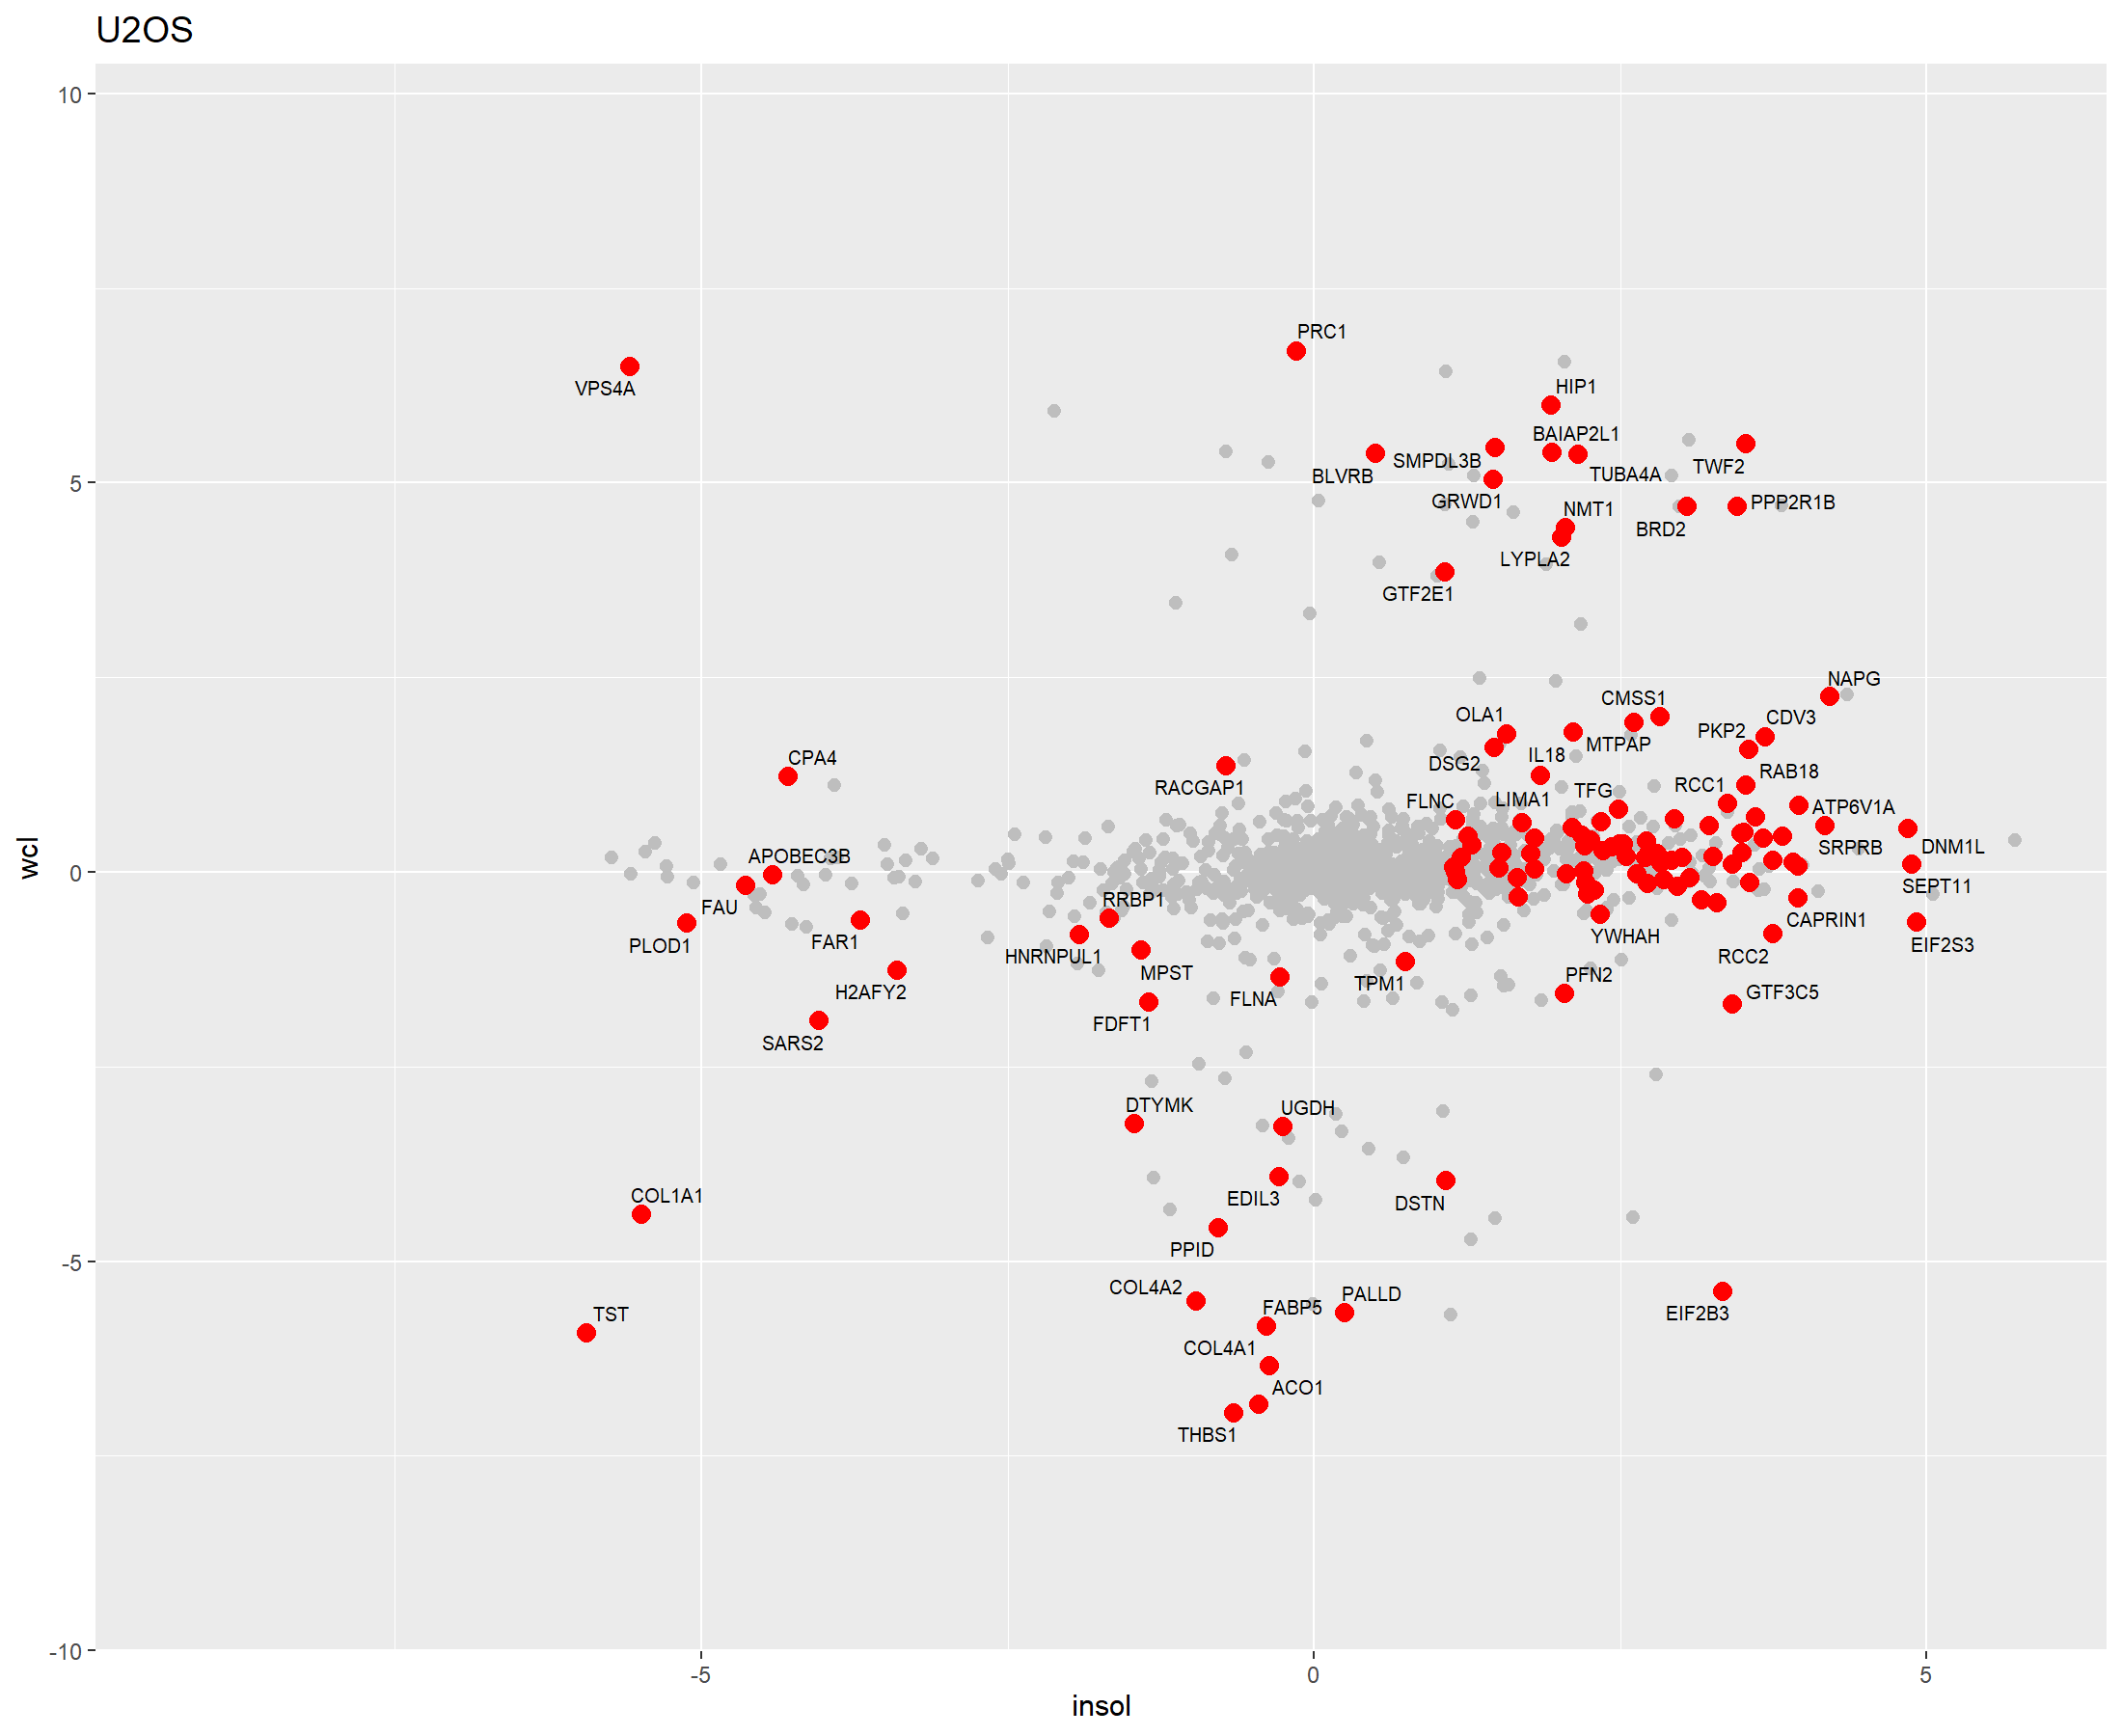 U2OS
10
PRC1
VPS4A
HIP1
BAIAP2L1
SMPDL3B
TWF2
BLVRB
TUBA4A
5
GRWD1
PPP2R1B
NMT1
BRD2
LYPLA2
GTF2E1
NAPG
CMSS1
OLA1
CDV3
PKP2
MTPAP
CPA4
IL18
DSG2
RAB18
RACGAP1
RCC1
TFG
LIMA1
FLNC
ATP6V1A
SRPRB
DNM1L
APOBEC3B
wcl
0
SEPT11
RRBP1
FAU
CAPRIN1
YWHAH
FAR1
PLOD1
EIF2S3
HNRNPUL1
RCC2
MPST
PFN2
TPM1
H2AFY2
GTF3C5
FLNA
FDFT1
SARS2
DTYMK
UGDH
COL1A1
EDIL3
DSTN
PPID
-5
COL4A2
PALLD
FABP5
TST
EIF2B3
COL4A1
ACO1
THBS1
-10
-5
0
5
insol